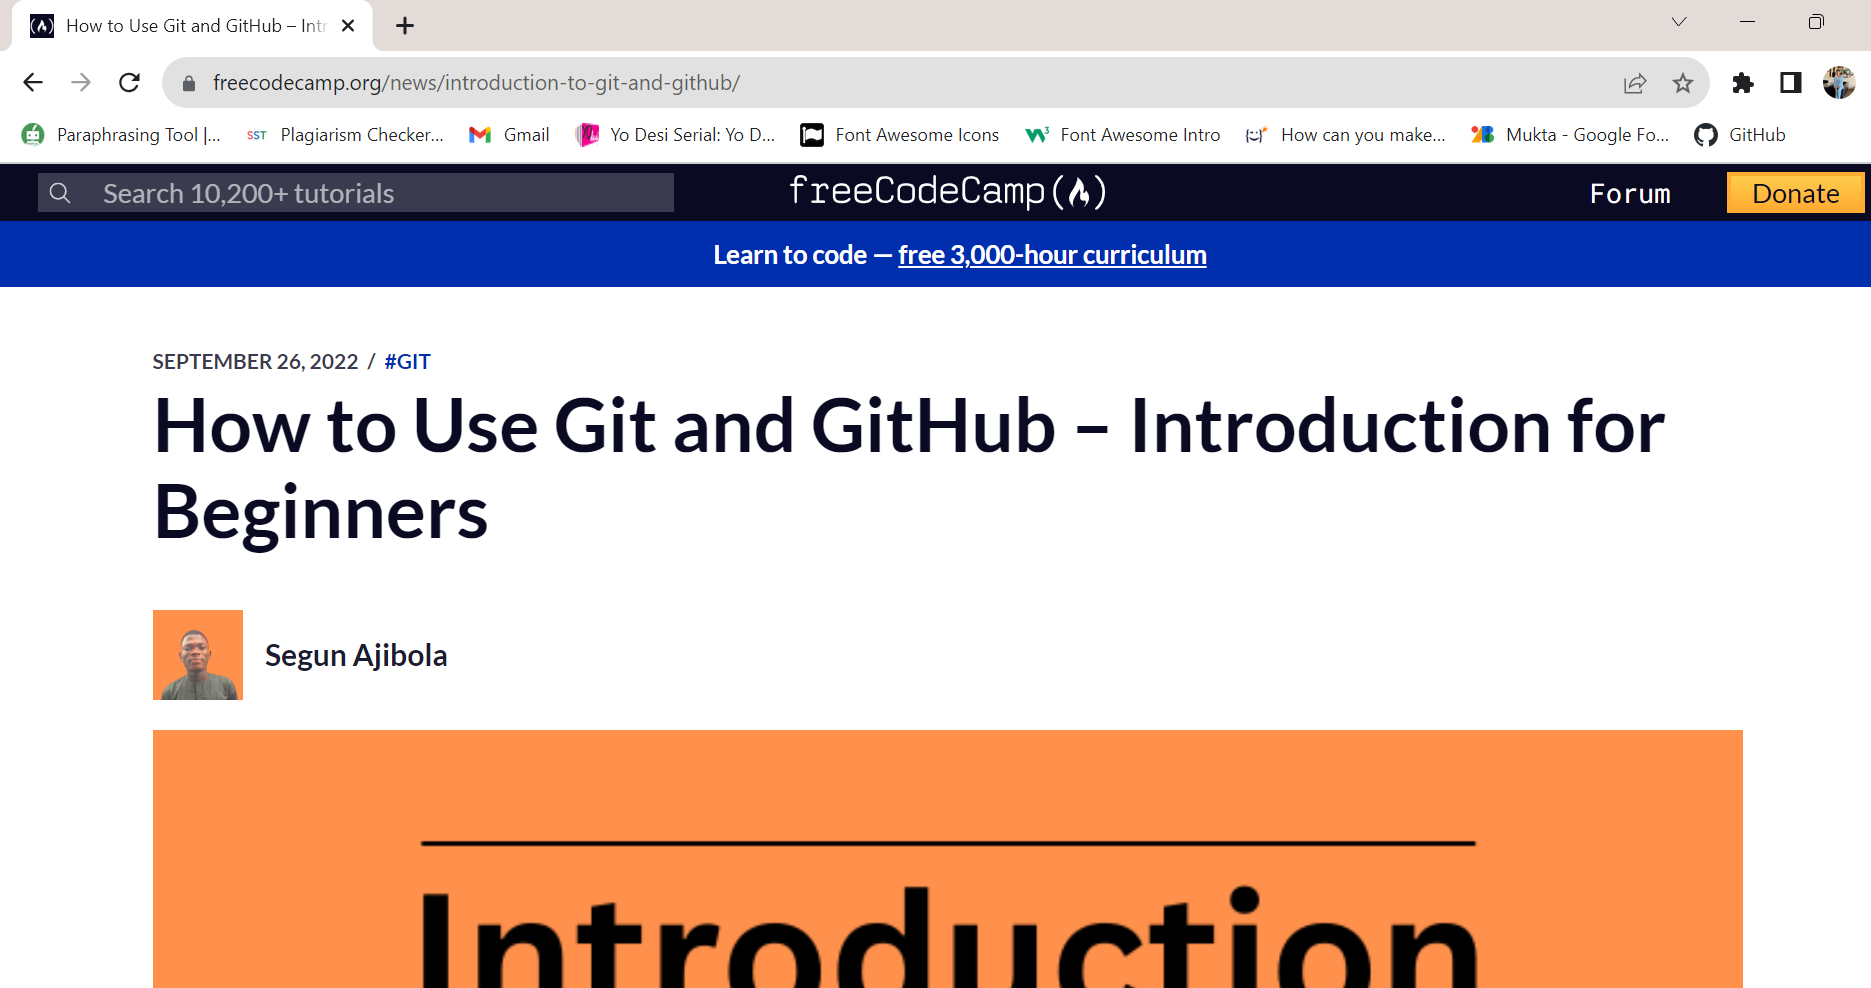 How to Use Git and GitHub – Intr
freecodecamp.org/news/introduction-to-git-and-github/
Paraphrasing Tool |... SST Plagiarism Checker... Gmail Yo Desi Serial: Yo D... Font Awesome Icons Font Awesome Intro How can you make... Mukta - Google Fo... GitHub
Search 10,200+ tutorials freeCodeCamp(🔥) Forum Donate
Learn to code — free 3,000-hour curriculum
SEPTEMBER 26, 2022 / #GIT
How to Use Git and GitHub – Introduction for
Beginners
Segun Ajibola
Introduction